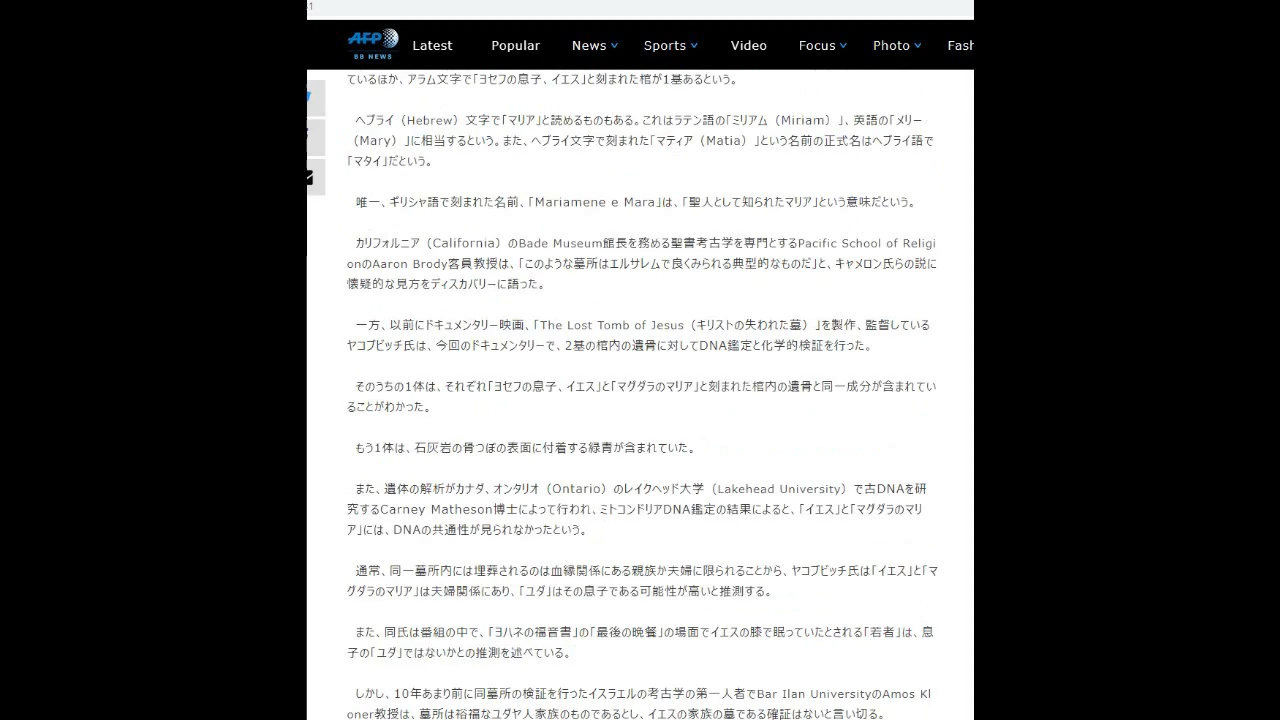 AFP
BB NEWS
Latest Popular News Sports Video Focus Photo Fash
ているほか、アラム文字で「ヨセフの息子、イエス」と刻まれた棺が1基あるという。
ヘブライ（Hebrew）文字で「マリア」と読めるものもある。これはラテン語の「ミリアム（Miriam）」、英語の「メリー
（Mary）」に相当するという。また、ヘブライ文字で刻まれた「マティア（Matia）」という名前の正式名はヘブライ語で
「マタイ」だという。
唯一、ギリシャ語で刻まれた名前、「Mariamene e Mara」は、「聖人として知られたマリア」という意味だという。
カリフォルニア（California）のBade Museum館長を務める聖書考古学を専門とするPacific School of Religi
onのAaron Brody客員教授は、「このような墓所はエルサレムで良くみられる典型的なものだ」と、キャメロン氏らの説に
懐疑的な見方をディスカバリーに語った。
一方、以前にドキュメンタリー映画、「The Lost Tomb of Jesus（キリストの失われた墓）」を製作、監督している
ヤコブビッチ氏は、今回のドキュメンタリーで、2基の棺内の遺骨に対してDNA鑑定と化学的検証を行った。
そのうちの1体は、それぞれ「ヨセフの息子、イエス」と「マグダラのマリア」と刻まれた棺内の遺骨と同一成分が含まれてい
ることがわかった。
もう1体は、石灰岩の骨つぼの表面に付着する緑青が含まれていた。
また、遺体の解析がカナダ、オンタリオ（Ontario）のレイクヘッド大学（Lakehead University）で古DNAを研
究するCarney Matheson博士によって行われ、ミトコンドリアDNA鑑定の結果によると、「イエス」と「マグダラのマリ
ア」には、DNAの共通性が見られなかったという。
通常、同一墓所内には埋葬されるのは血縁関係にある親族か夫婦に限られることから、ヤコブビッチ氏は「イエス」と「マ
グダラのマリア」は夫婦関係にあり、「ユダ」はその息子である可能性が高いと推測する。
また、同氏は番組の中で、「ヨハネの福音書」の「最後の晩餐」の場面でイエスの膝で眠っていたとされる「若者」は、息
子の「ユダ」ではないかとの推測を述べている。
しかし、10年あまり前に同墓所の検証を行ったイスラエルの考古学の第一人者でBar Ilan UniversityのAmos Kl
oner教授は、墓所は裕福なユダヤ人家族のものであるとし、イエスの家族の墓である確証はないと言い切る。